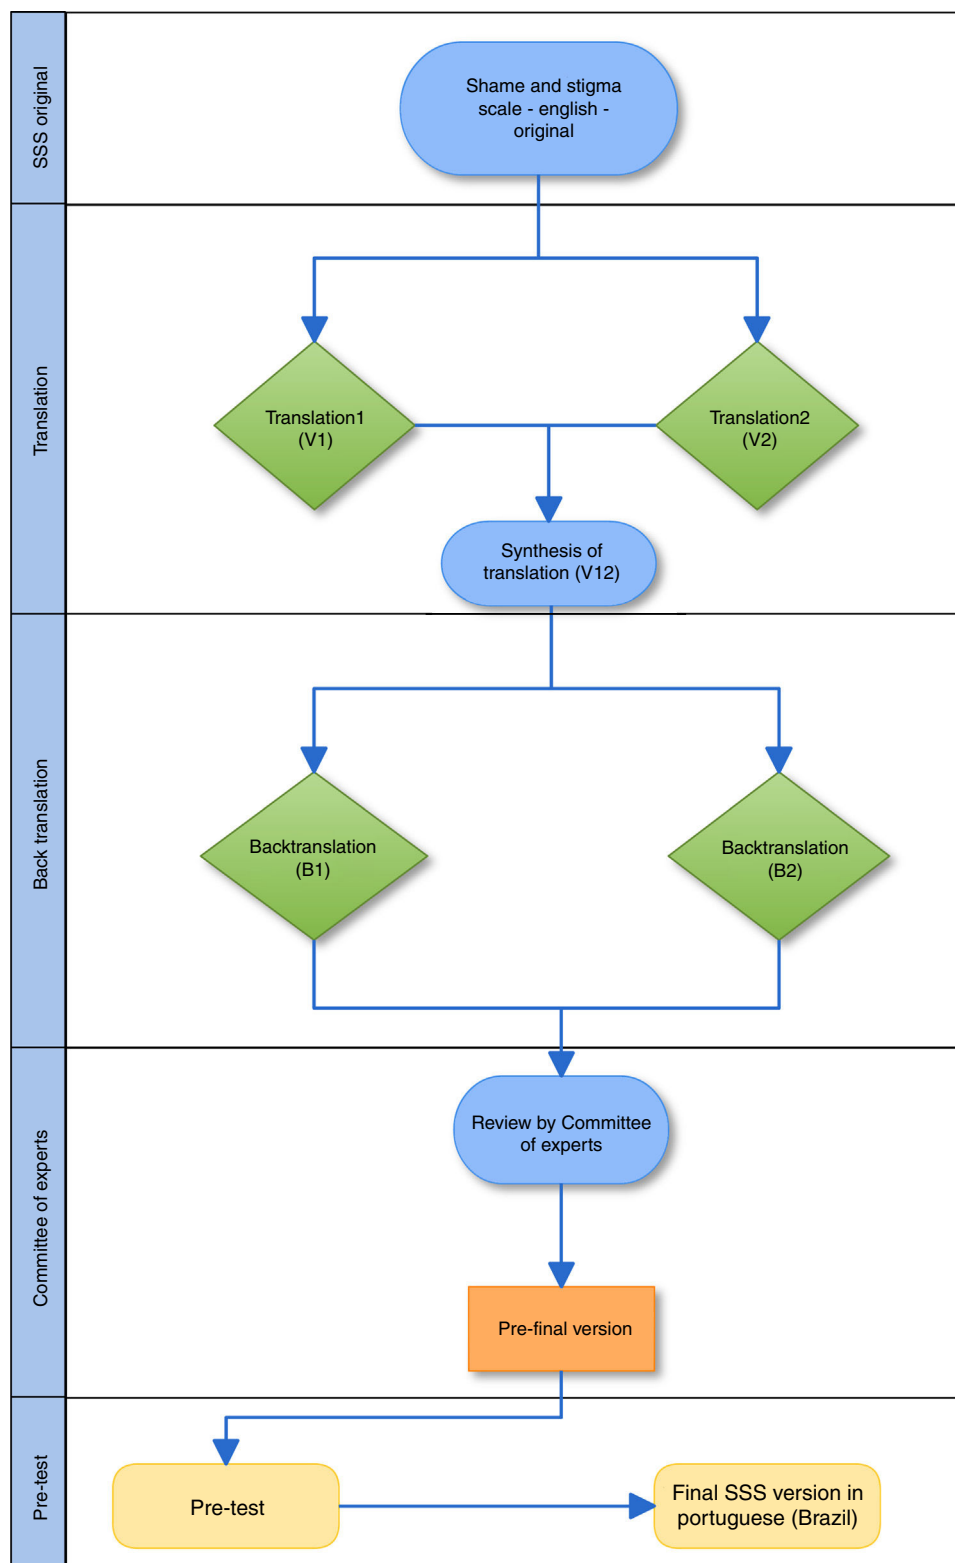 SSS original
Shame and stigma
scale - english -
original
Translation
Translation1
(V1)
Translation2
(V2)
Synthesis of
translation (V12)
Back translation
Backtranslation
(B1)
Backtranslation
(B2)
Committee of experts
Review by Committee
of experts
Pre-final version
Pre-test
Pre-test
Final SSS version in
portuguese (Brazil)